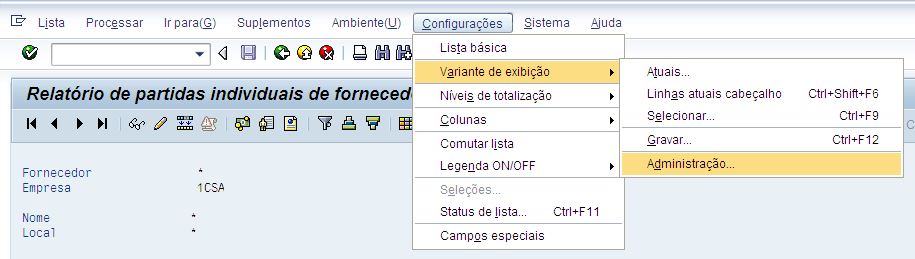 Lista Processar Ir para(G) Suplementos Ambiente(U) Configurações Sistema Ajuda
Relatório de partidas individuais de fornecedo
Lista básica
Variante de exibição
Níveis de totalização
Colunas
Comutar lista
Legenda ON/OFF
Seleções...
Status de lista... Ctrl+F11
Campos especiais
Atuais...
Linhas atuais cabeçalho Ctrl+Shift+F6
Selecionar... Ctrl+F9
Gravar... Ctrl+F12
Administração...
Fornecedor *
Empresa 1CSA
Nome *
Local *